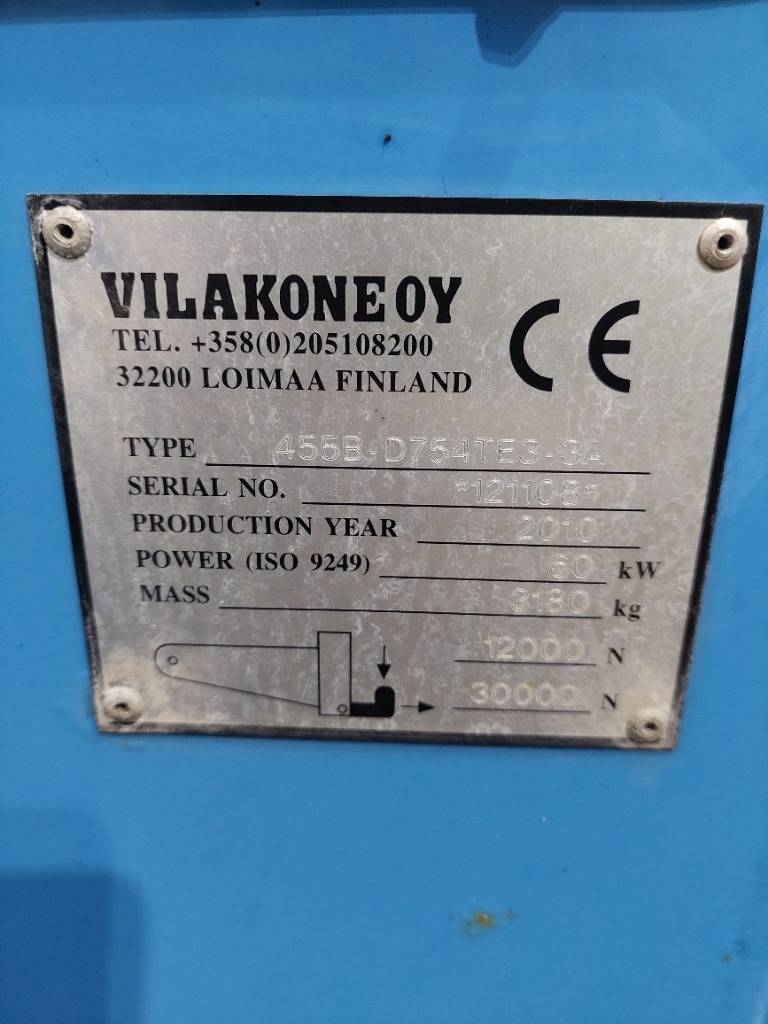 VILAKONE OY
TEL. +358(0)205108200
32200 LOIMAA FINLAND
CE
TYPE 455B-D754TE3-3A
SERIAL NO. *121108*
PRODUCTION YEAR 2010
POWER (ISO 9249) 60 kW
MASS 3180 kg
12000 N
30000 N